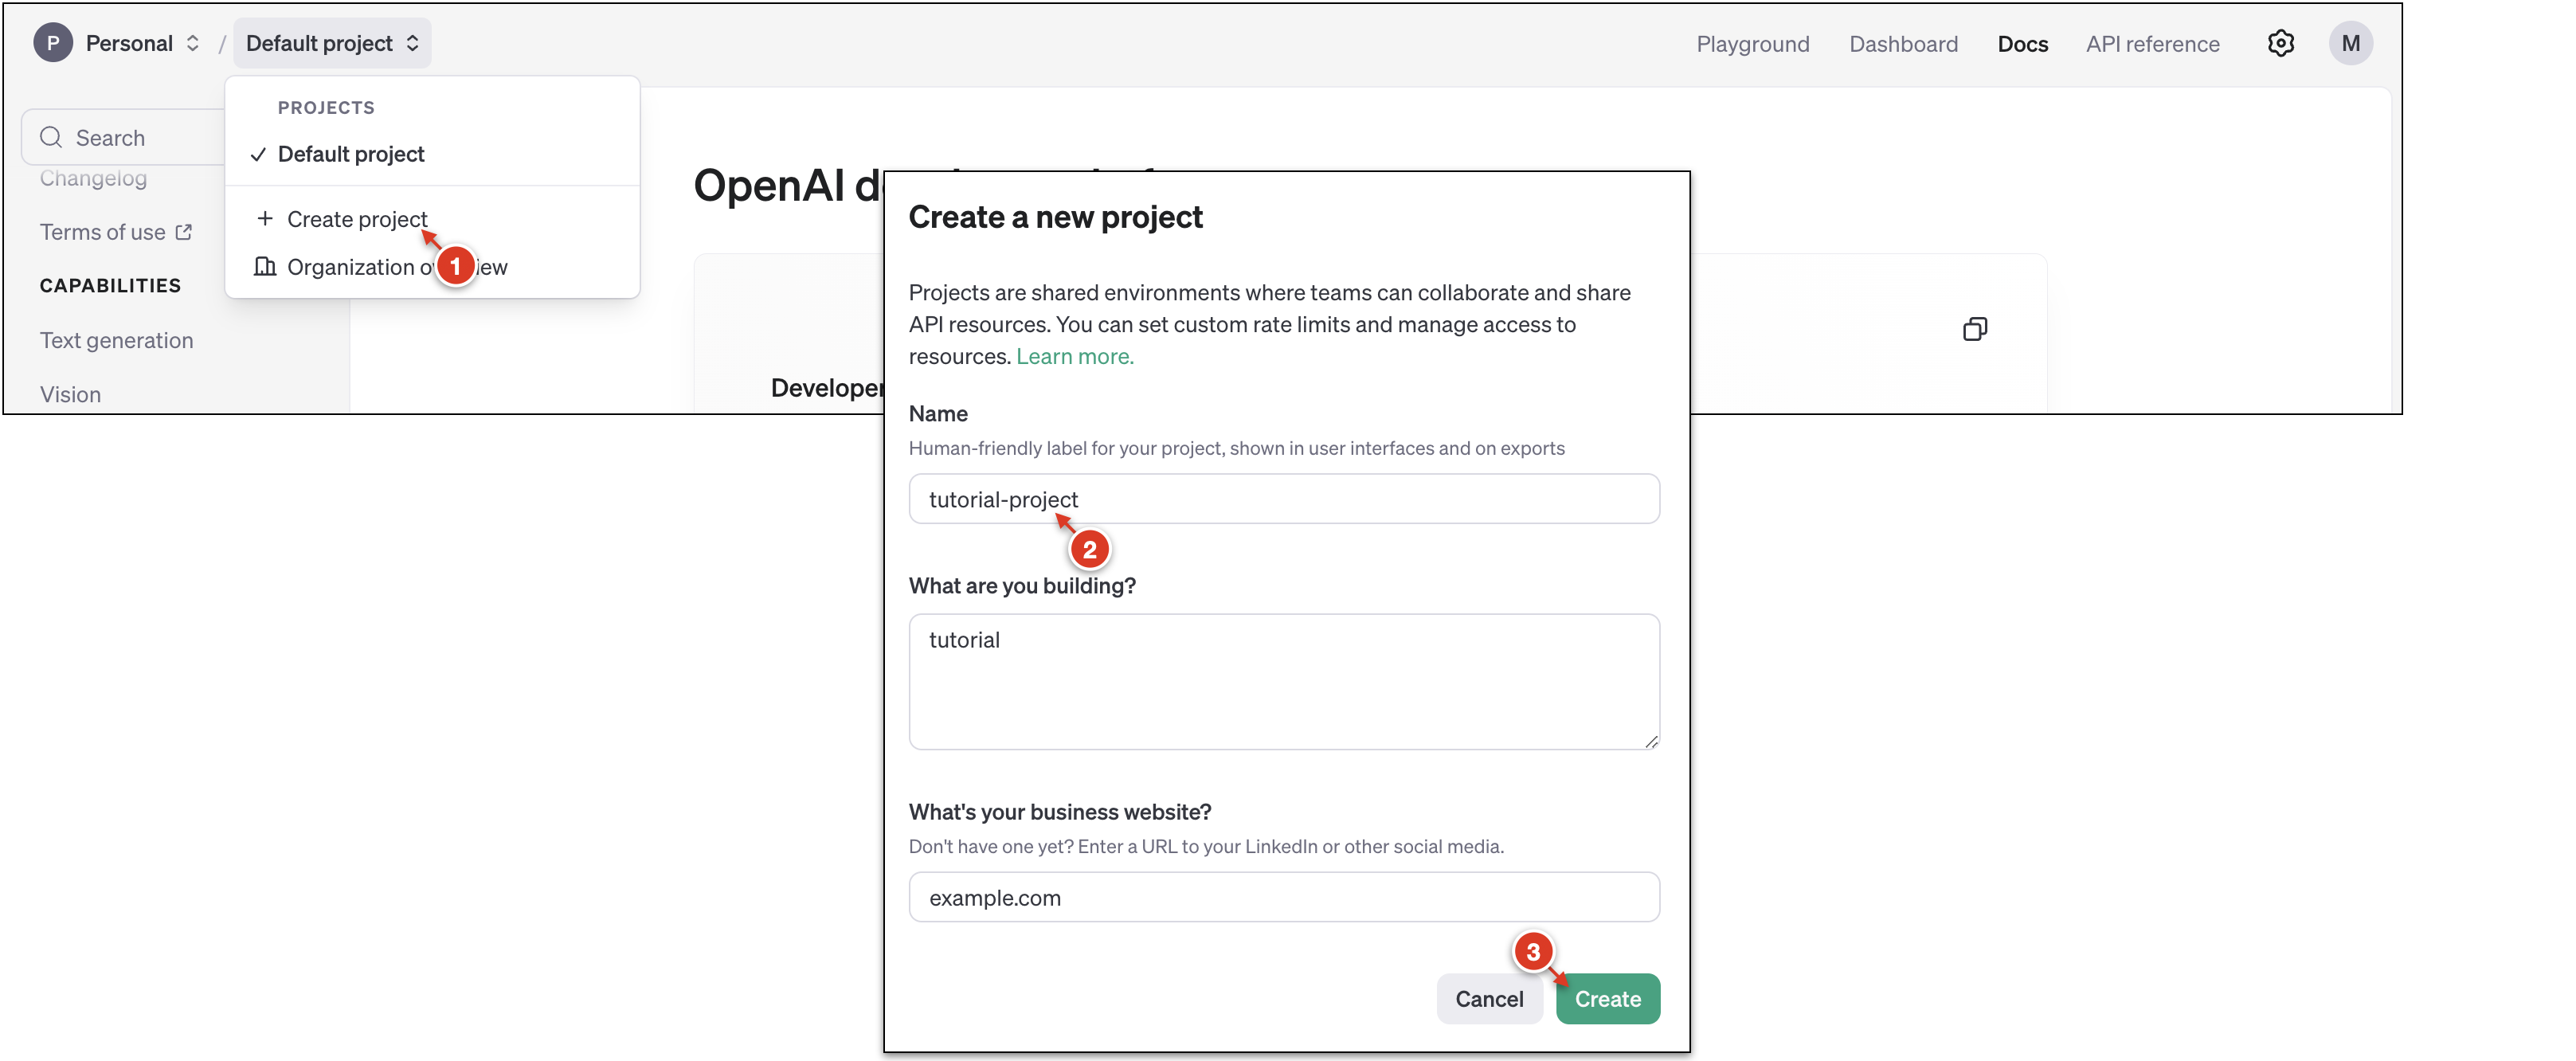 P Personal / Default project
Playground Dashboard Docs API reference M
Search
Changelog
Terms of use
CAPABILITIES
Text generation
Vision
PROJECTS
Default project
Create project
1
Organization
OpenAI
Developer
Create a new project
Projects are shared environments where teams can collaborate and share
API resources. You can set custom rate limits and manage access to
resources. Learn more.
Name
Human-friendly label for your project, shown in user interfaces and on exports
tutorial-project
2
What are you building?
tutorial
What's your business website?
Don't have one yet? Enter a URL to your LinkedIn or other social media.
example.com
3
Cancel Create